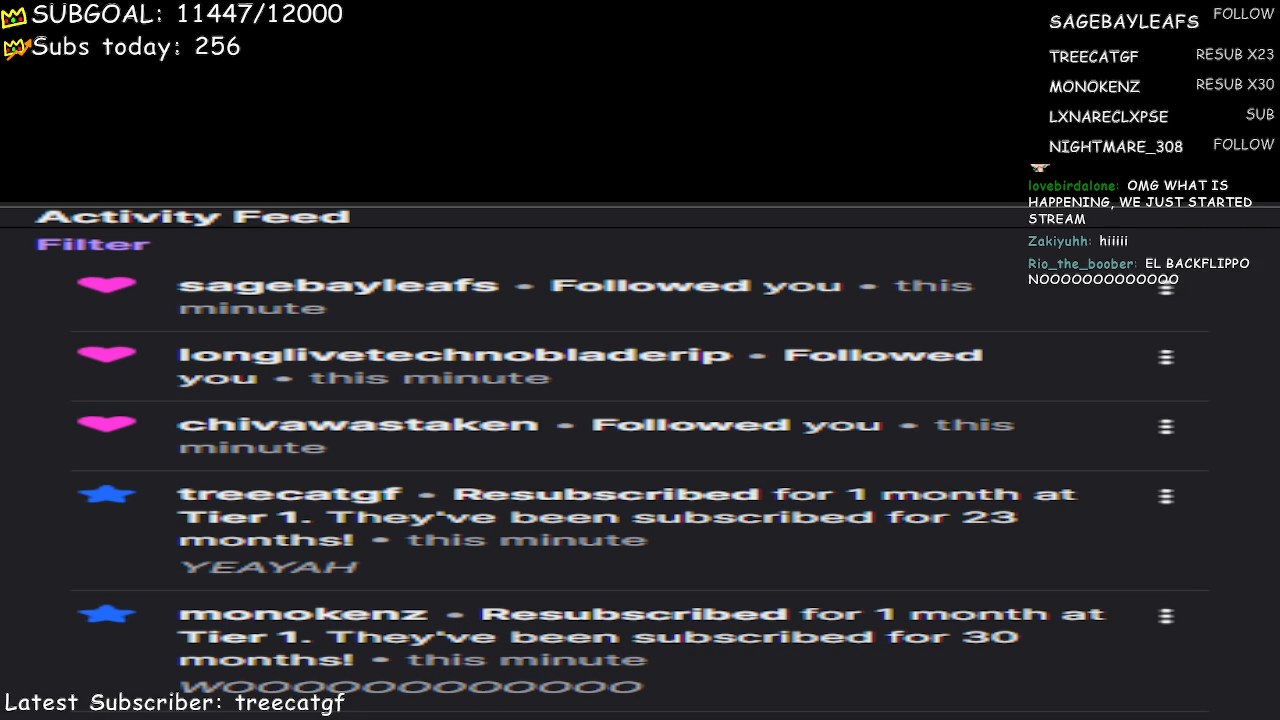 SUBGOAL: 11447/12000
Subs today: 256
SAGEBAYLEAFS FOLLOW
TREECATGF RESUB X23
MONOKENZ RESUB X30
LXNARECLXPSE SUB
NIGHTMARE_308 FOLLOW
lovebirdalone: OMG WHAT IS
HAPPENING, WE JUST STARTED
STREAM
Zakiyuhh: hiiiii
Rio_the_boober: EL BACKFLIPPO
NOOOOOOOOOOOOO
Activity Feed
Filter
sagebayleafs • Followed you • this
minute
longlivetechnobladerip • Followed
you • this minute
chivawastaken • Followed you • this
minute
treecatgf • Resubscribed for 1 month at
Tier 1. They've been subscribed for 23
months! • this minute
YEAYAH
monokenz • Resubscribed for 1 month at
Tier 1. They've been subscribed for 30
months! • this minute
WOOOOOOOOOOOOO
Latest Subscriber: treecatgf